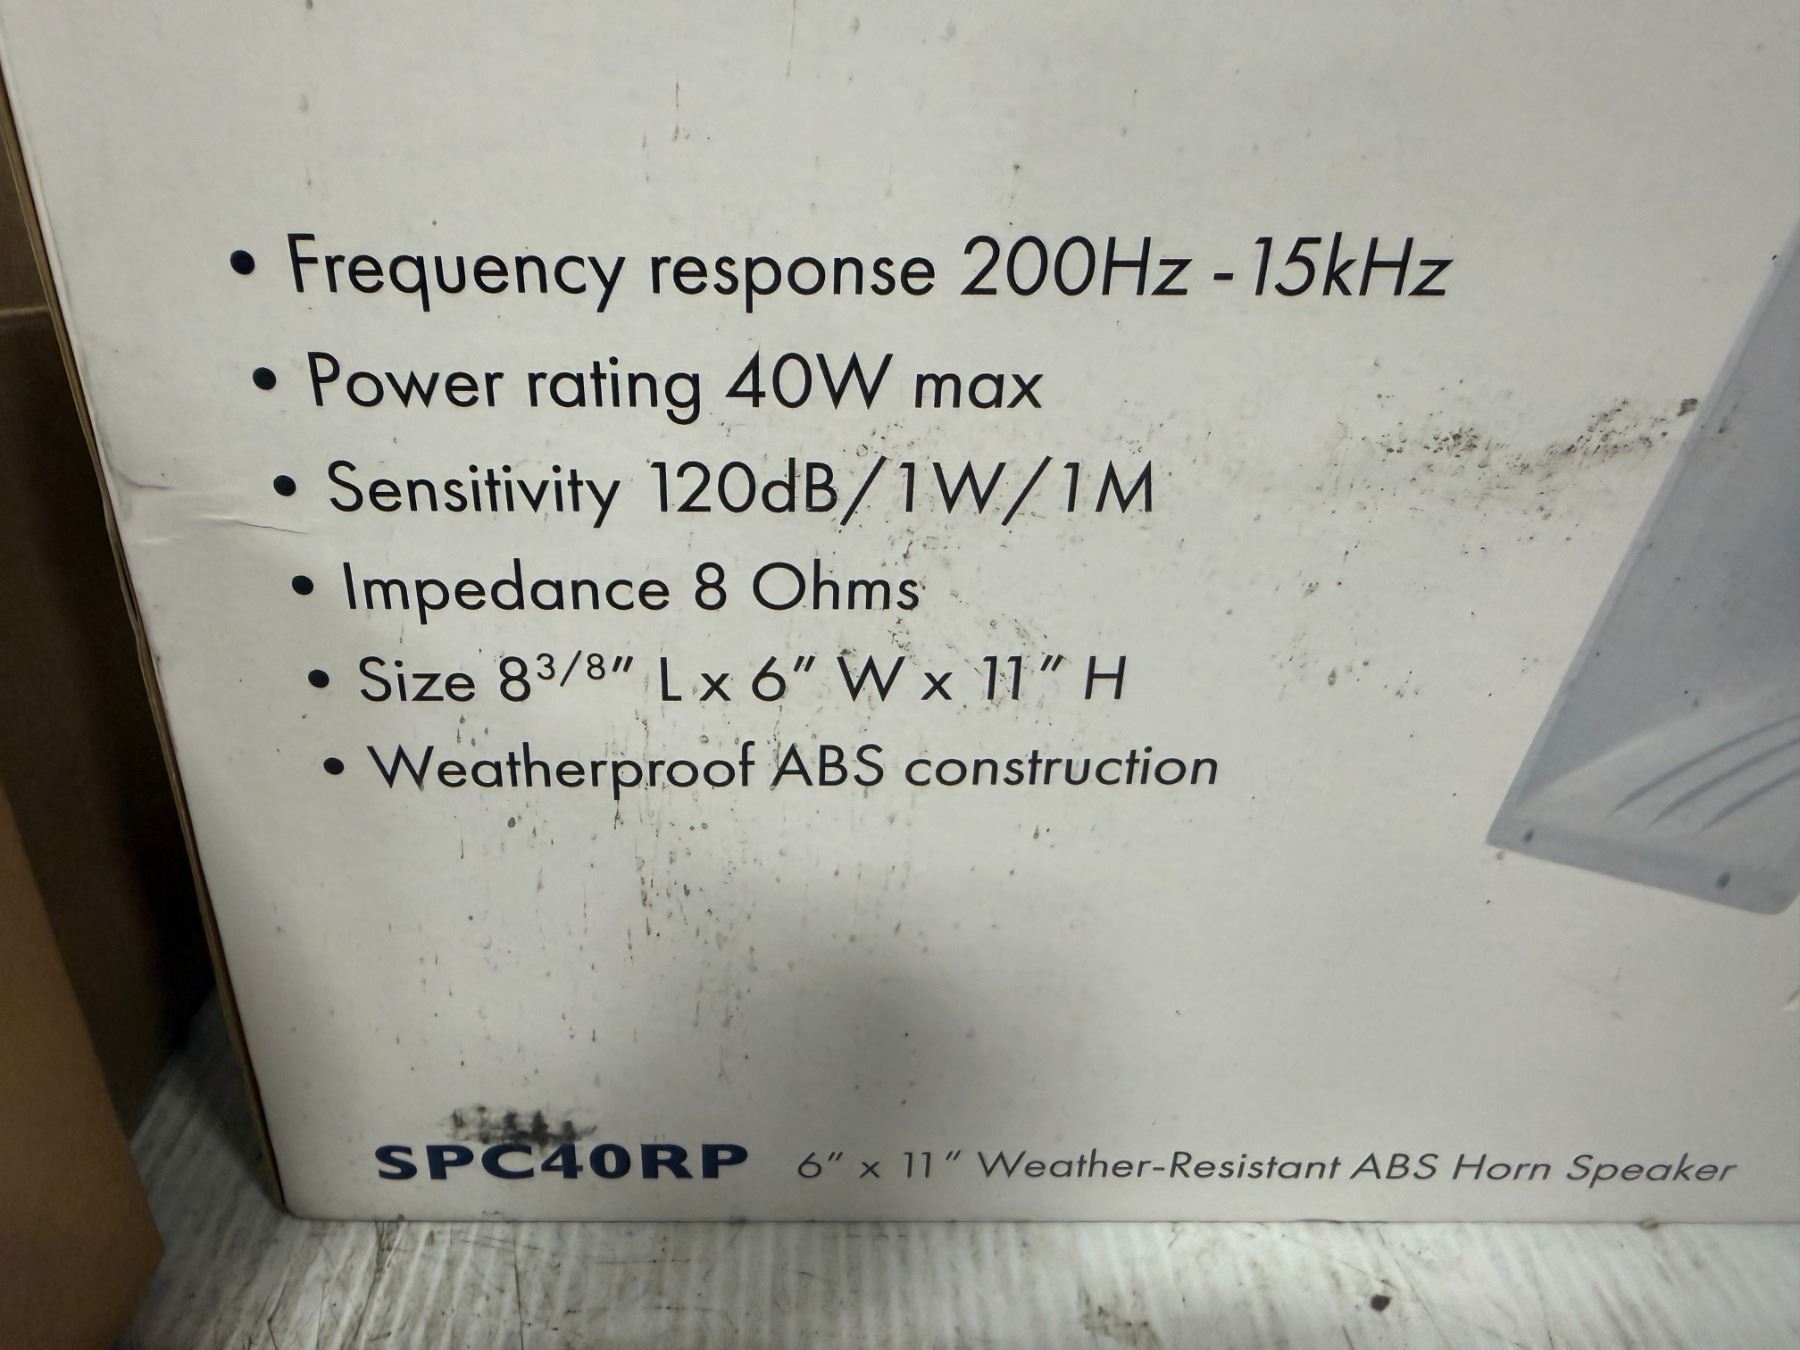 • Frequency response 200Hz - 15kHz
• Power rating 40W max
• Sensitivity 120dB/1W/1M
• Impedance 8 Ohms
• Size 8 3/8" L x 6" W x 11" H
• Weatherproof ABS construction
SPC40RP 6" x 11" Weather-Resistant ABS Horn Speaker